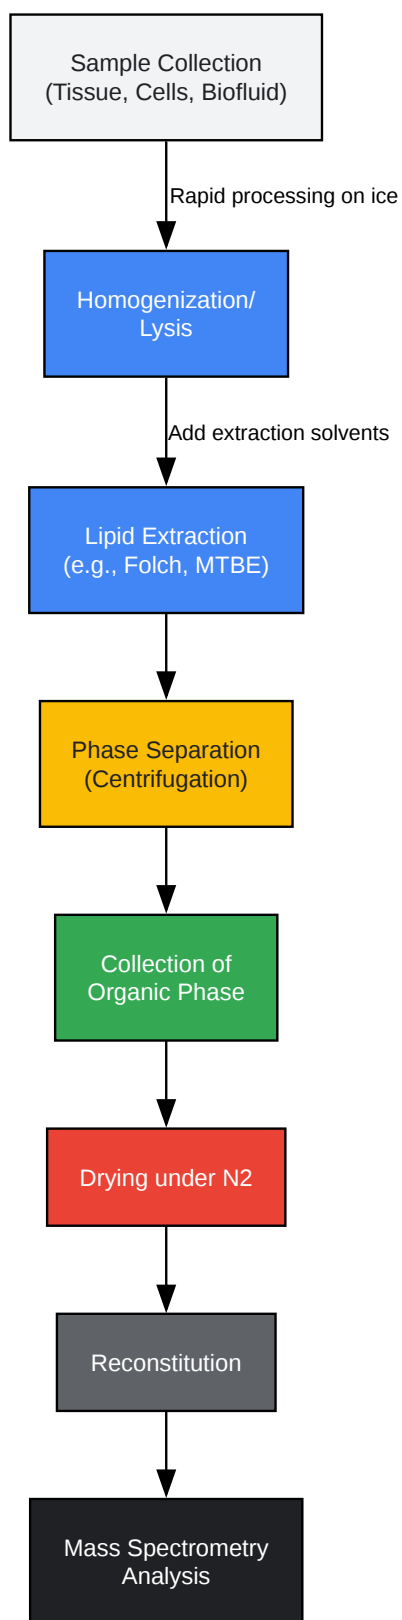 Sample Collection
(Tissue, Cells, Biofluid)
Rapid processing on ice
Homogenization/
Lysis
Add extraction solvents
Lipid Extraction
(e.g., Folch, MTBE)
Phase Separation
(Centrifugation)
Collection of
Organic Phase
Drying under N2
Reconstitution
Mass Spectrometry
Analysis